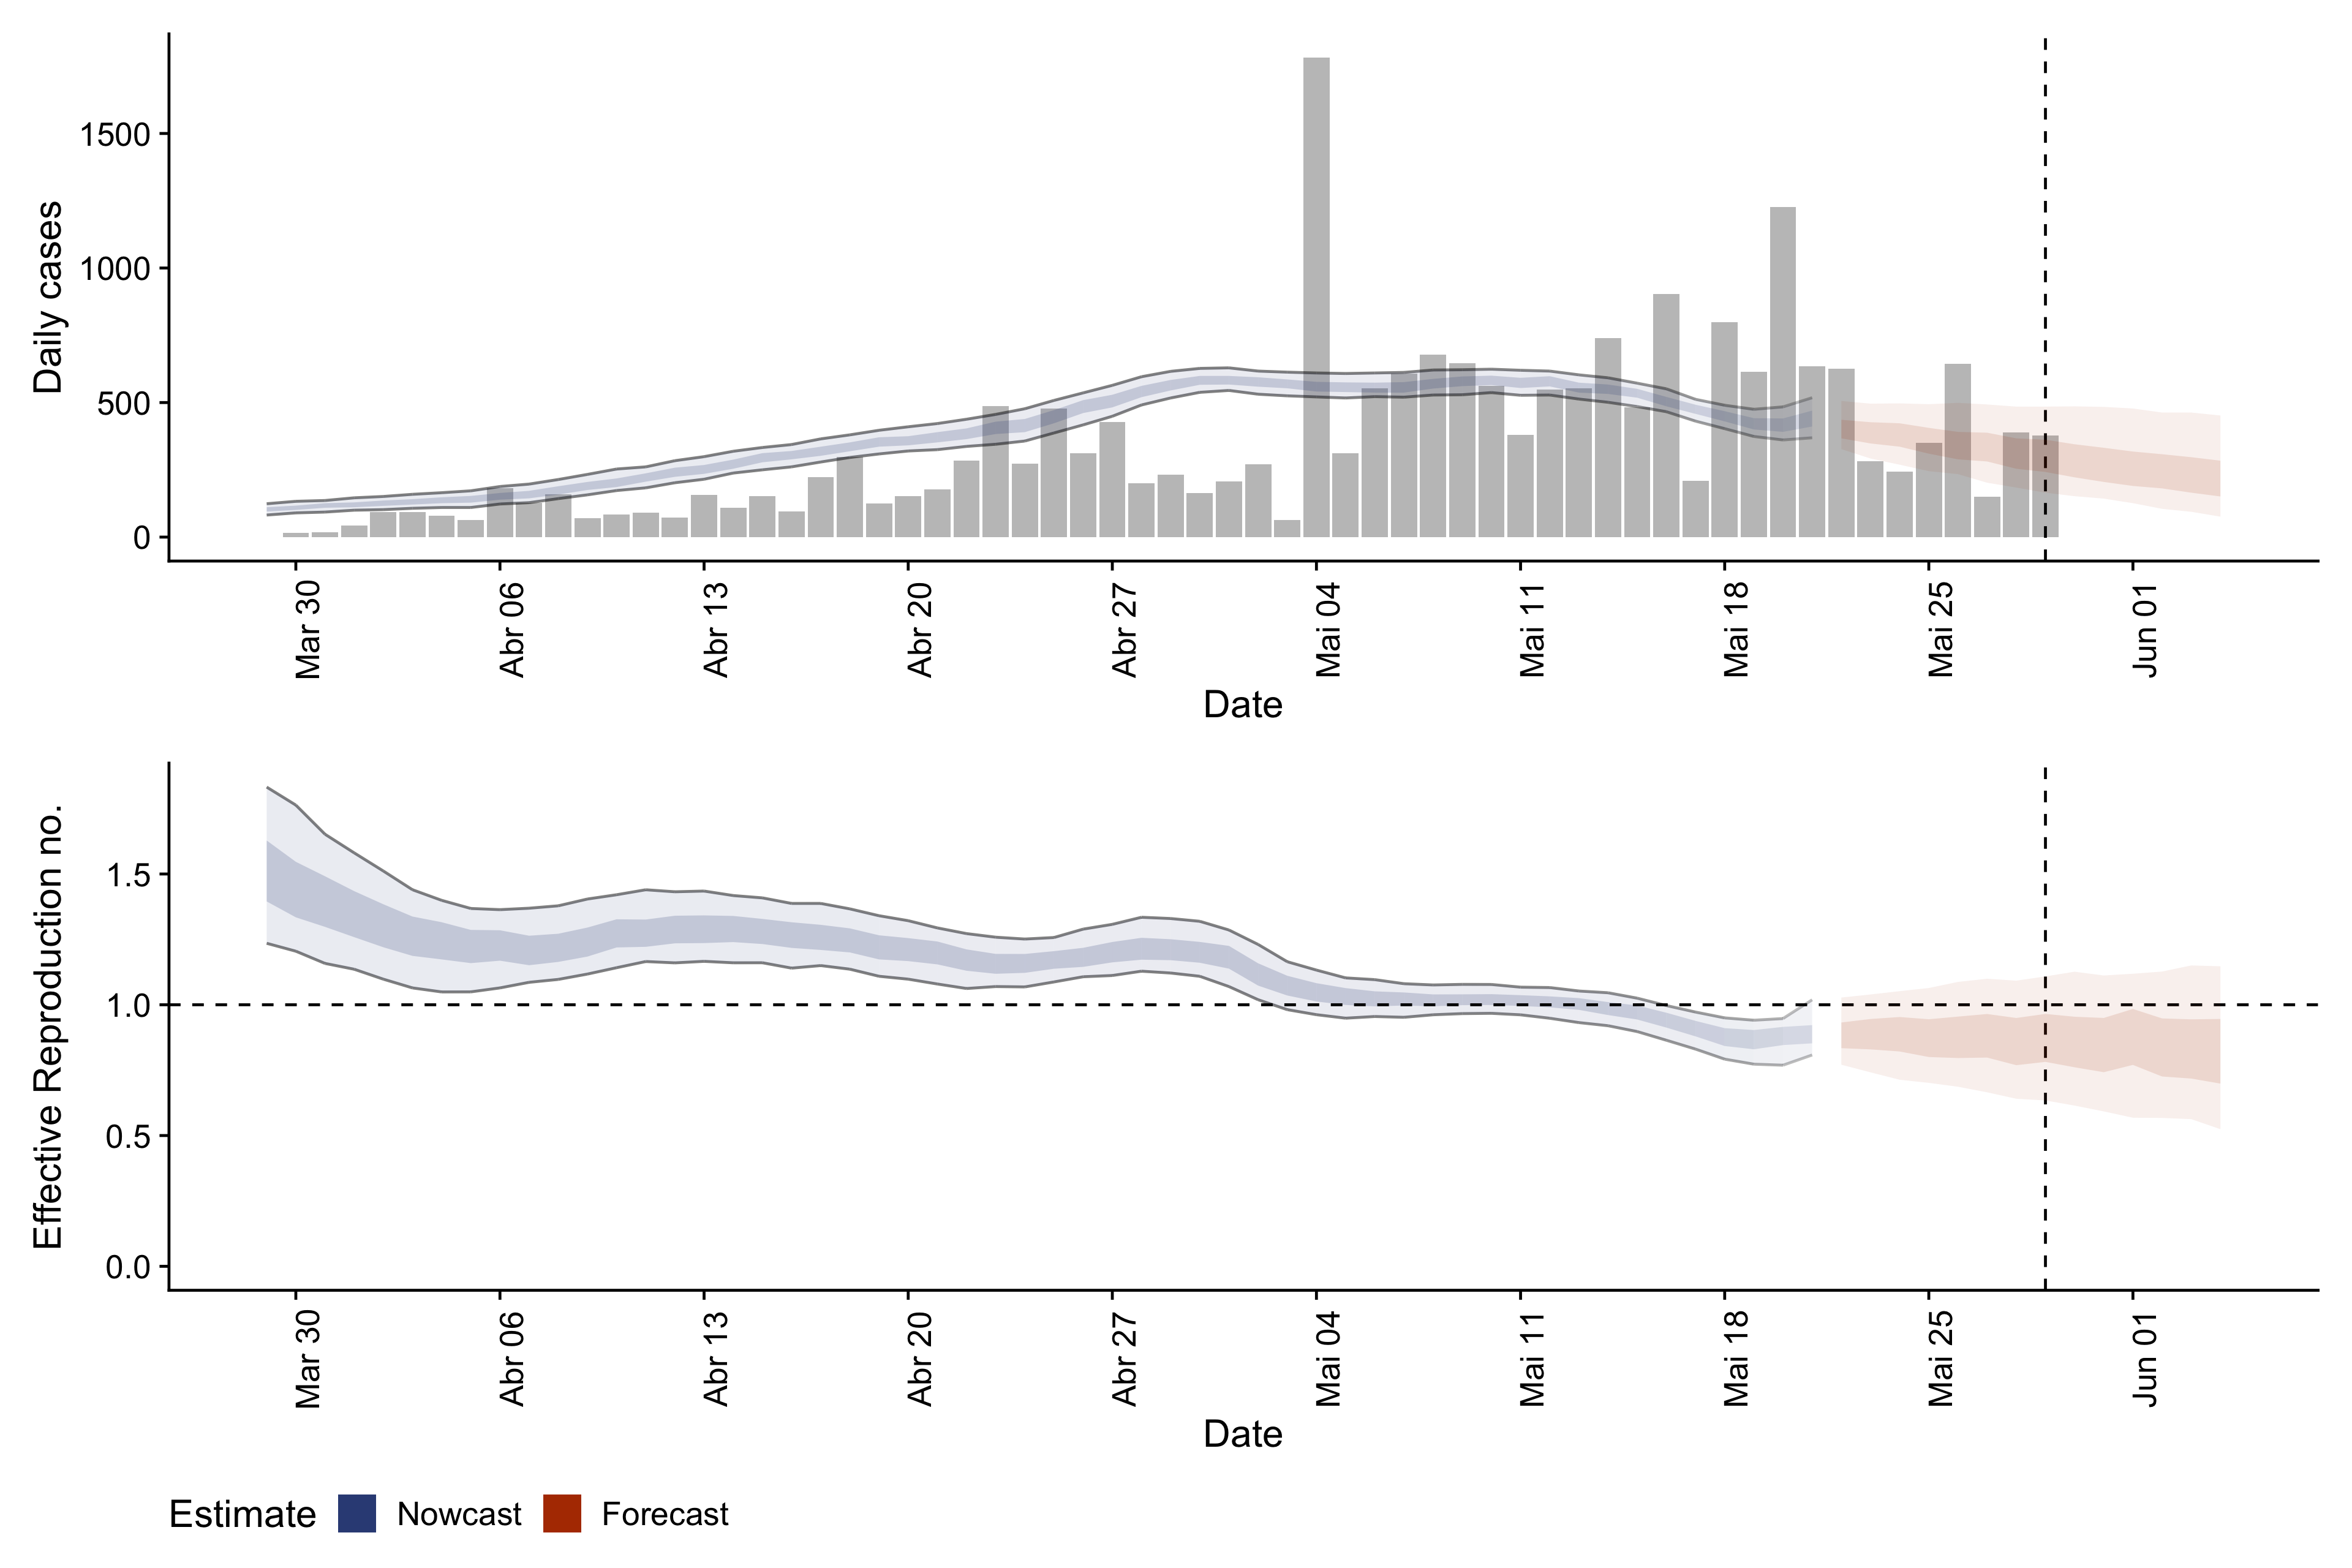 Daily cases
1500
1000
500
0
Mar 30
Abr 06
Abr 13
Abr 20
Abr 27
Mai 04
Mai 11
Mai 18
Mai 25
Jun 01
Date
Effective Reproduction no.
1.5
1.0
0.5
0.0
Mar 30
Abr 06
Abr 13
Abr 20
Abr 27
Mai 04
Mai 11
Mai 18
Mai 25
Jun 01
Date
Estimate Nowcast Forecast